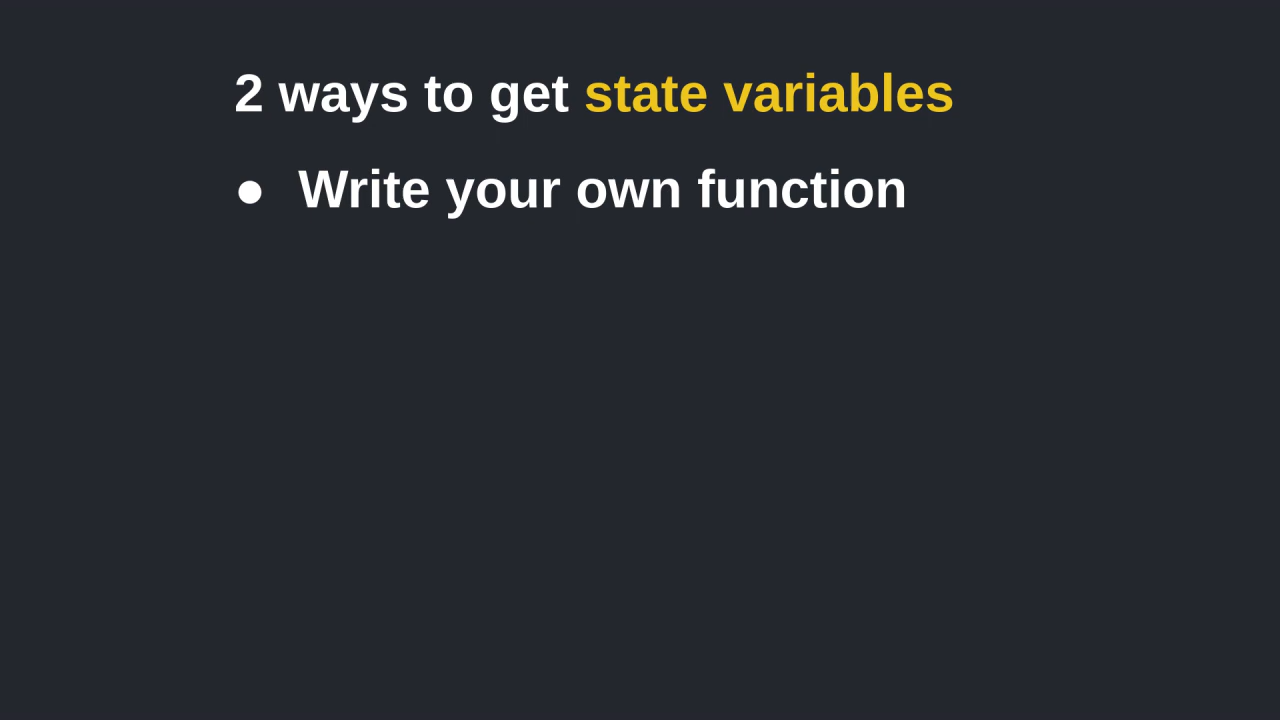 2 ways to get state variables
● Write your own function